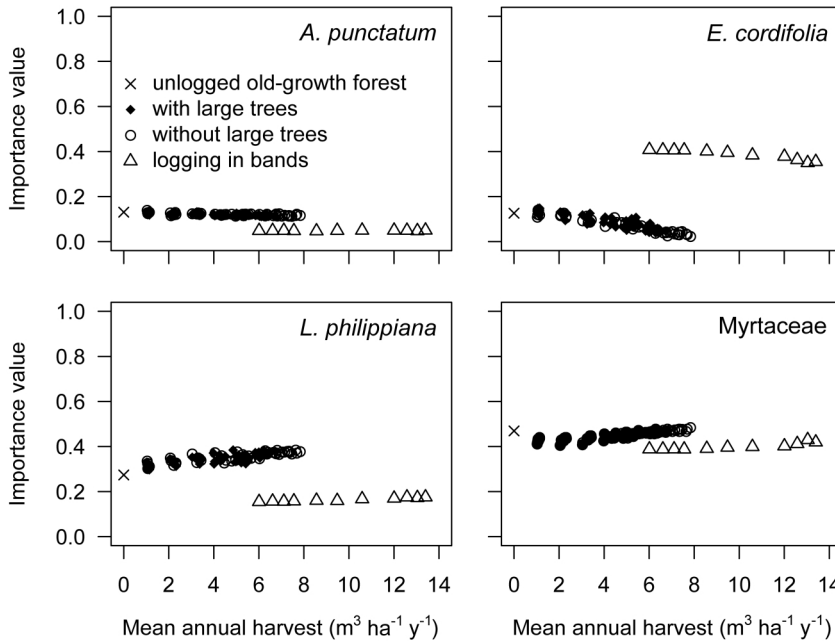 A. punctatum
E. cordifolia
Importance value
1.0
0.8
0.6
0.4
0.2
0.0
unlogged old-growth forest
with large trees
without large trees
logging in bands
L. philippiana
Myrtaceae
Importance value
1.0
0.8
0.6
0.4
0.2
0.0
0 2 4 6 8 10 12 14
0 2 4 6 8 10 12 14
Mean annual harvest (m³ ha⁻¹ y⁻¹)
Mean annual harvest (m³ ha⁻¹ y⁻¹)